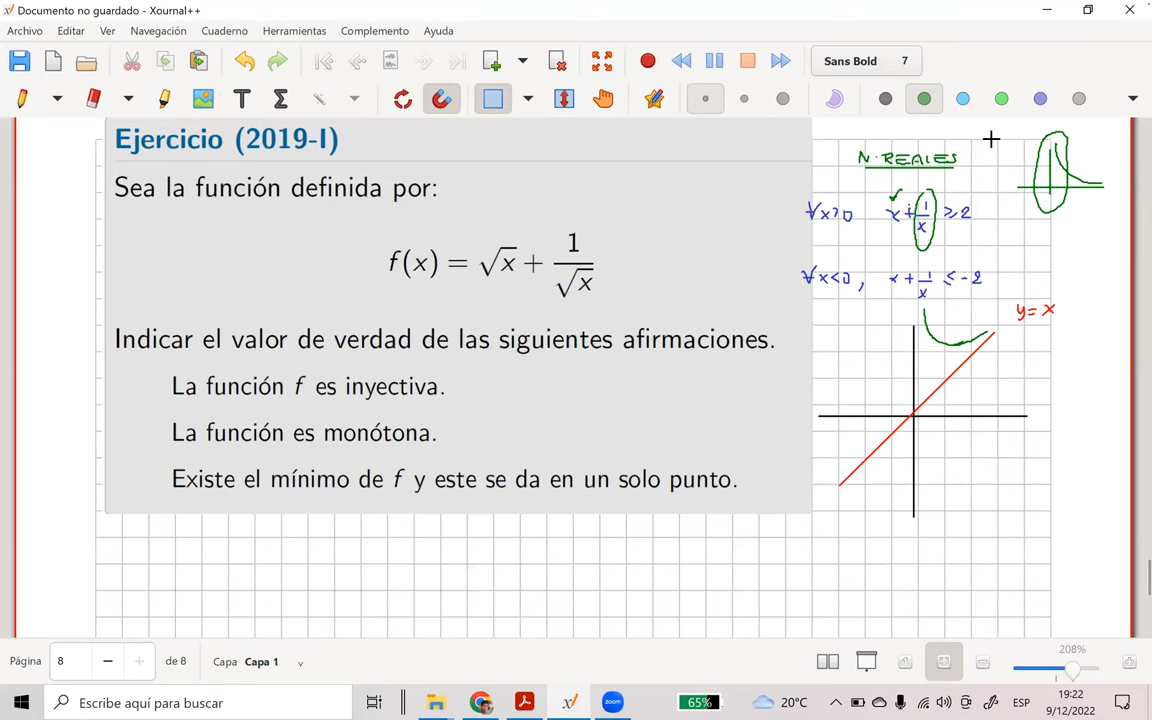 Documento no guardado - Xournal++
Archivo Editar Ver Navegación Cuaderno Herramientas Complemento Ayuda
Sans Bold 7
Ejercicio (2019-I)
Sea la función definida por:
f(x) = √x + 1/√x
Indicar el valor de verdad de las siguientes afirmaciones.
La función f es inyectiva.
La función es monótona.
Existe el mínimo de f y este se da en un solo punto.
N·REALES
∀x>0 x + 1/x ≥ 2
∀x<0, x + 1/x ≤ -2
y = x
Página 8 de 8 Capa Capa 1
208%
Escribe aquí para buscar
65%
20°C
ESP
19:22
9/12/2022